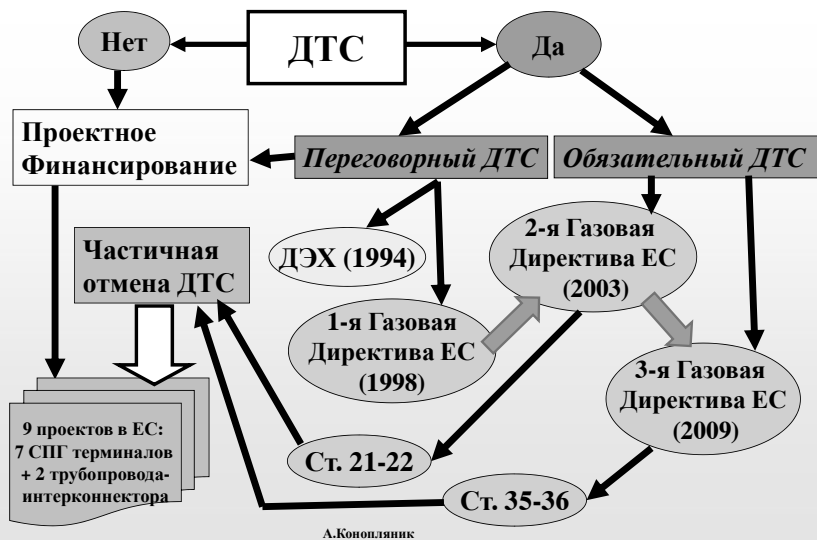 Нет
ДТС
Да
Проектное
Финансирование
Переговорный ДТС
Обязательный ДТС
Частичная
отмена ДТС
ДЭХ (1994)
2-я Газовая
Директива ЕС
(2003)
1-я Газовая
Директива ЕС
(1998)
3-я Газовая
Директива ЕС
(2009)
9 проектов в ЕС:
7 СПГ терминалов
+ 2 трубопровода-
интерконнектора
Ст. 21-22
Ст. 35-36
А.Конопляник